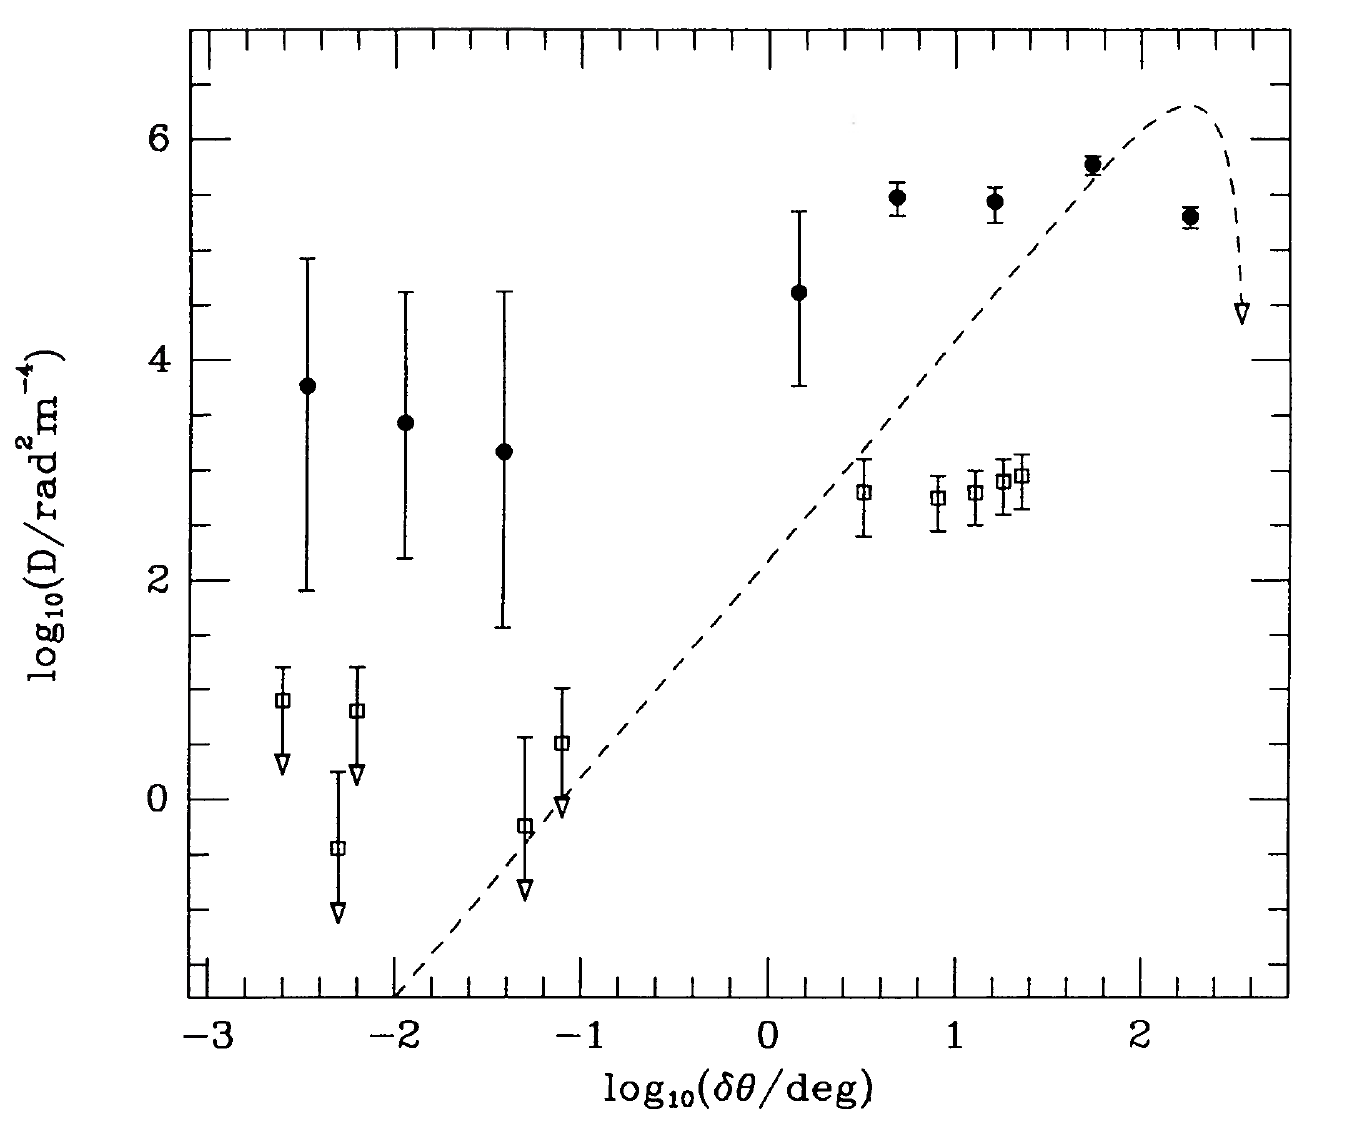 6
4
2
0
log₁₀(D/rad²m⁻⁴)
−3 −2 −1 0 1 2
log₁₀(δθ/deg)